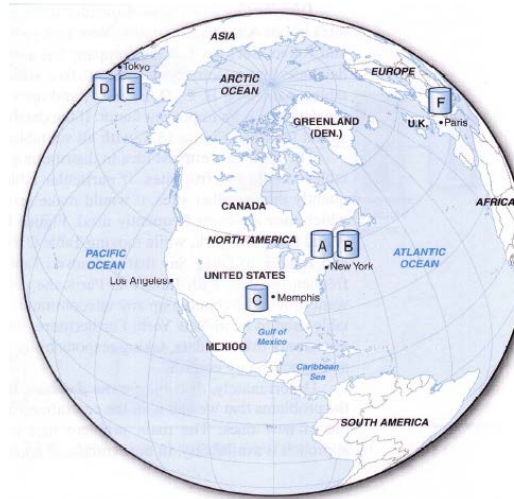 ASIA
Tokyo
D E
ARCTIC
OCEAN
EUROPE
F
GREENLAND
(DEN.)
U.K.
Paris
AFRICA
CANADA
NORTH AMERICA
A B
PACIFIC
OCEAN
ATLANTIC
OCEAN
New York
UNITED STATES
Los Angeles
C
Memphis
Gulf of
Mexico
MEXICO
Caribbean
Sea
SOUTH AMERICA